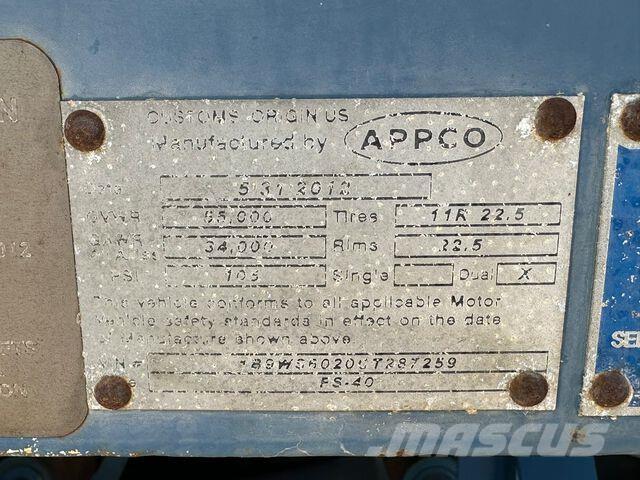 CUSTOMS ORIGIN US
Manufactured by APPCO
Date 5 31 2012
GVWR 65,000 Tires 11R 22.5
GAWR 34,000 Rims 22.5
PSI 105 Single Dual X
This vehicle conforms to all applicable Motor
Vehicle safety standards in effect on the date
of Manufacture shown above.
PS-40
MASCUS